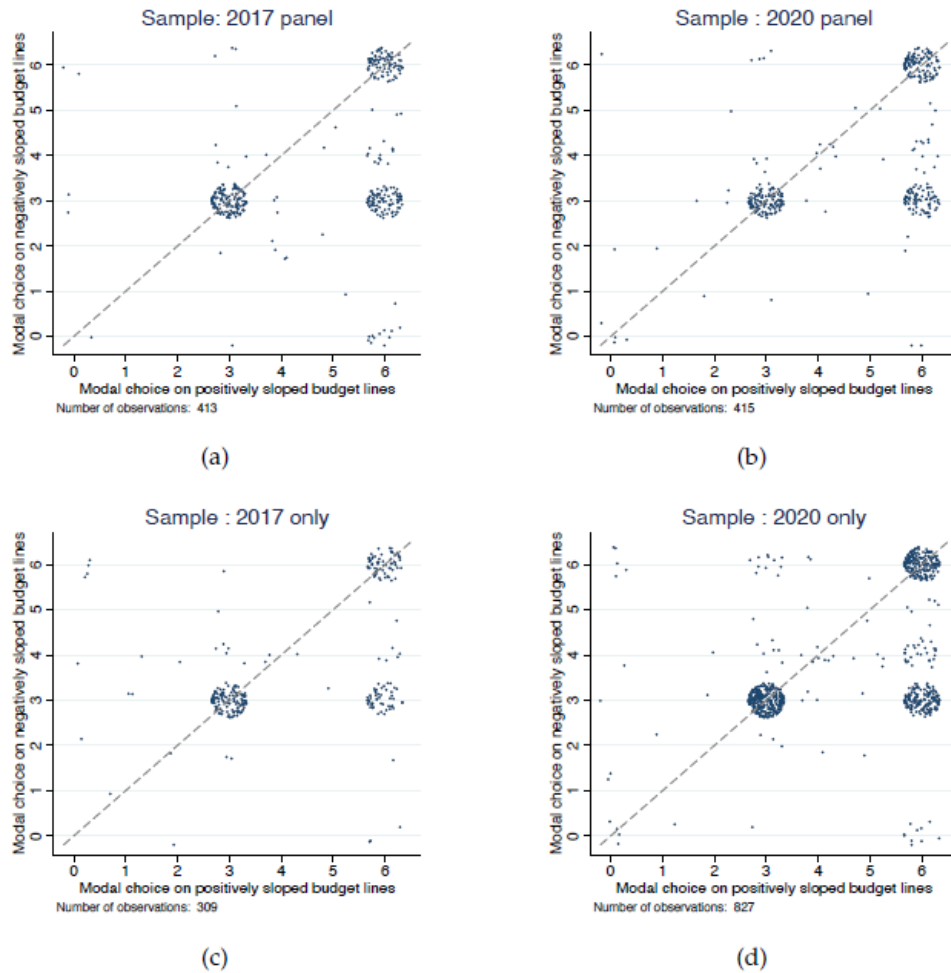 Sample: 2017 panel
Modal choice on negatively sloped budget lines
6
5
4
3
2
1
0
0 1 2 3 4 5 6
Modal choice on positively sloped budget lines
Number of observations: 413
(a)
Sample : 2020 panel
Modal choice on negatively sloped budget lines
6
5
4
3
2
1
0
0 1 2 3 4 5 6
Modal choice on positively sloped budget lines
Number of observations: 415
(b)
Sample : 2017 only
Modal choice on negatively sloped budget lines
6
5
4
3
2
1
0
0 1 2 3 4 5 6
Modal choice on positively sloped budget lines
Number of observations: 309
(c)
Sample : 2020 only
Modal choice on negatively sloped budget lines
6
5
4
3
2
1
0
0 1 2 3 4 5 6
Modal choice on positively sloped budget lines
Number of observations: 827
(d)